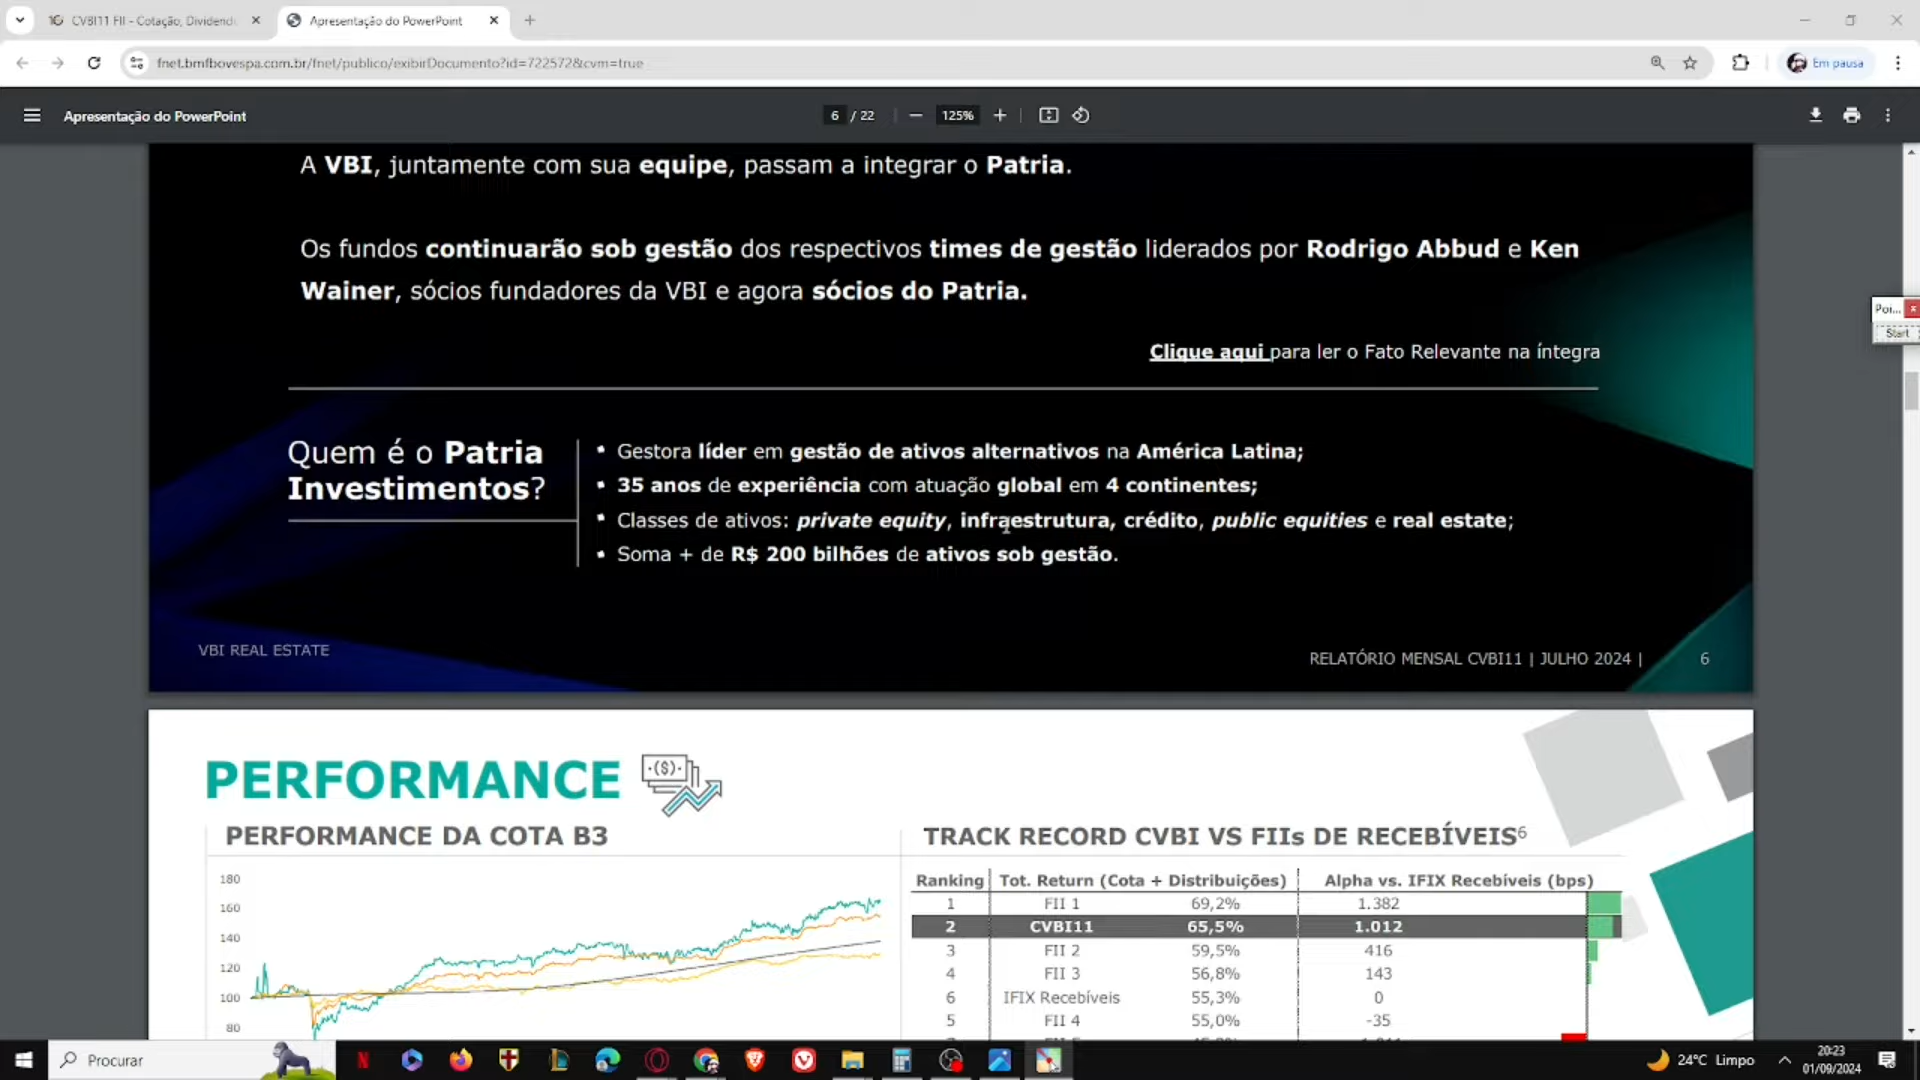 CVBI11 FII - Cotação, Dividend
Apresentação do PowerPoint
fnet.bmfbovespa.com.br/fnet/publico/exibirDocumento?id=722572&cvm=true
Em pausa
Apresentação do PowerPoint
6 / 22
125%
A VBI, juntamente com sua equipe, passam a integrar o Patria.
Os fundos continuarão sob gestão dos respectivos times de gestão liderados por Rodrigo Abbud e Ken
Wainer, sócios fundadores da VBI e agora sócios do Patria.
Poi...
Start
Clique aqui para ler o Fato Relevante na íntegra
Quem é o Patria
Investimentos?
• Gestora líder em gestão de ativos alternativos na América Latina;
• 35 anos de experiência com atuação global em 4 continentes;
• Classes de ativos: private equity, infraestrutura, crédito, public equities e real estate;
• Soma + de R$ 200 bilhões de ativos sob gestão.
VBI REAL ESTATE
RELATÓRIO MENSAL CVBI11 | JULHO 2024 | 6
PERFORMANCE
PERFORMANCE DA COTA B3
180
160
140
120
100
80
TRACK RECORD CVBI VS FIIs DE RECEBÍVEIS6
Ranking Tot. Return (Cota + Distribuições) Alpha vs. IFIX Recebíveis (bps)
1 FII 1 69,2% 1.382
2 CVBI11 65,5% 1.012
3 FII 2 59,5% 416
4 FII 3 56,8% 143
6 IFIX Recebíveis 55,3% 0
5 FII 4 55,0% -35
Procurar
24°C Limpo
20:23
01/09/2024